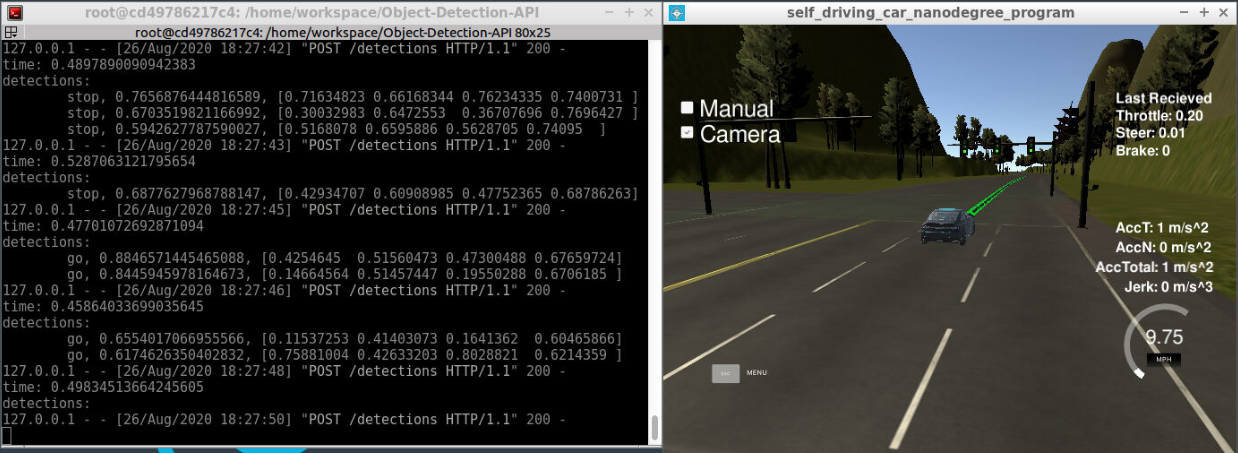 root@cd49786217c4: /home/workspace/Object-Detection-API
root@cd49786217c4: /home/workspace/Object-Detection-API 80x25
127.0.0.1 - - [26/Aug/2020 18:27:42] "POST /detections HTTP/1.1" 200 -
time: 0.4897890090942383
detections:
stop, 0.7656876444816589, [0.71634823 0.66168344 0.76234335 0.7400731 ]
stop, 0.6703519821166992, [0.30032983 0.6472553 0.36707696 0.7696427 ]
stop, 0.5942627787590027, [0.5168078 0.6595886 0.5628705 0.74095 ]
127.0.0.1 - - [26/Aug/2020 18:27:43] "POST /detections HTTP/1.1" 200 -
time: 0.5287063121795654
detections:
stop, 0.6877627968788147, [0.42934707 0.60908985 0.47752365 0.68786263]
127.0.0.1 - - [26/Aug/2020 18:27:45] "POST /detections HTTP/1.1" 200 -
time: 0.47701072692871094
detections:
go, 0.8846571445465088, [0.4254645 0.51560473 0.47300488 0.67659724]
go, 0.8445945978164673, [0.14664564 0.51457447 0.19550288 0.6706185 ]
127.0.0.1 - - [26/Aug/2020 18:27:46] "POST /detections HTTP/1.1" 200 -
time: 0.45864033699035645
detections:
go, 0.65540170669555566, [0.11537253 0.41403073 0.1641362 0.60465866]
go, 0.6174626350402832, [0.75881004 0.42633203 0.8028821 0.6214359 ]
127.0.0.1 - - [26/Aug/2020 18:27:48] "POST /detections HTTP/1.1" 200 -
time: 0.49834513664245605
detections:
127.0.0.1 - - [26/Aug/2020 18:27:50] "POST /detections HTTP/1.1" 200 -
self_driving_car_nanodegree_program
Manual
Camera
Last Recieved
Throttle: 0.20
Steer: 0.01
Brake: 0
AccT: 1 m/s^2
AccN: 0 m/s^2
AccTotal: 1 m/s^2
Jerk: 0 m/s^3
9.75
MPH
ESC
MENU